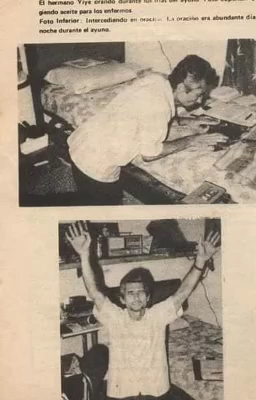 El hermano Yiye orando durante los días del ayuno. Foto
giendo aceite para los enfermos.
Foto Inferior: Intercediendo en oración. La oración era abundante día
noche durante el ayuno.